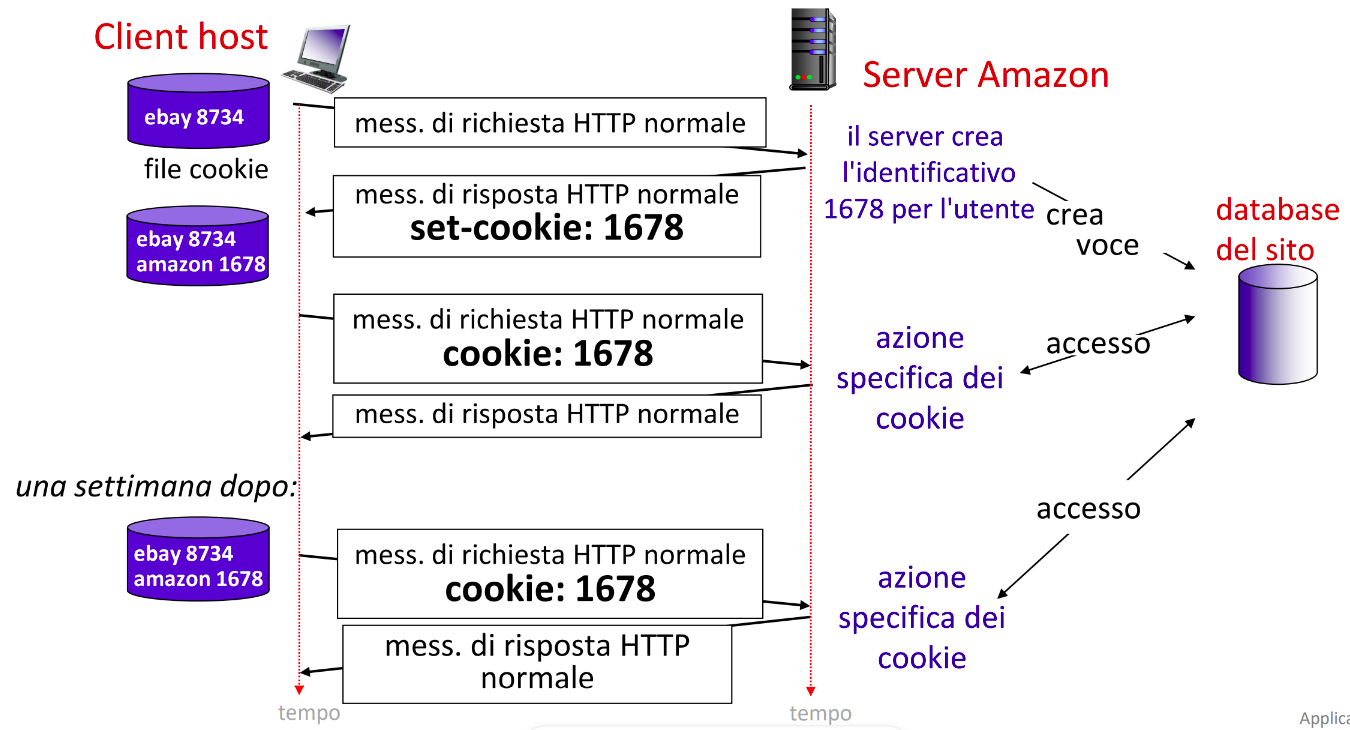 Client host
Server Amazon
ebay 8734
file cookie
mess. di richiesta HTTP normale
il server crea
l'identificativo
1678 per l'utente
mess. di risposta HTTP normale
set-cookie: 1678
crea
voce
database
del sito
ebay 8734
amazon 1678
mess. di richiesta HTTP normale
cookie: 1678
azione
specifica dei
cookie
accesso
mess. di risposta HTTP normale
una settimana dopo:
accesso
ebay 8734
amazon 1678
mess. di richiesta HTTP normale
cookie: 1678
azione
specifica dei
cookie
mess. di risposta HTTP
normale
tempo
tempo